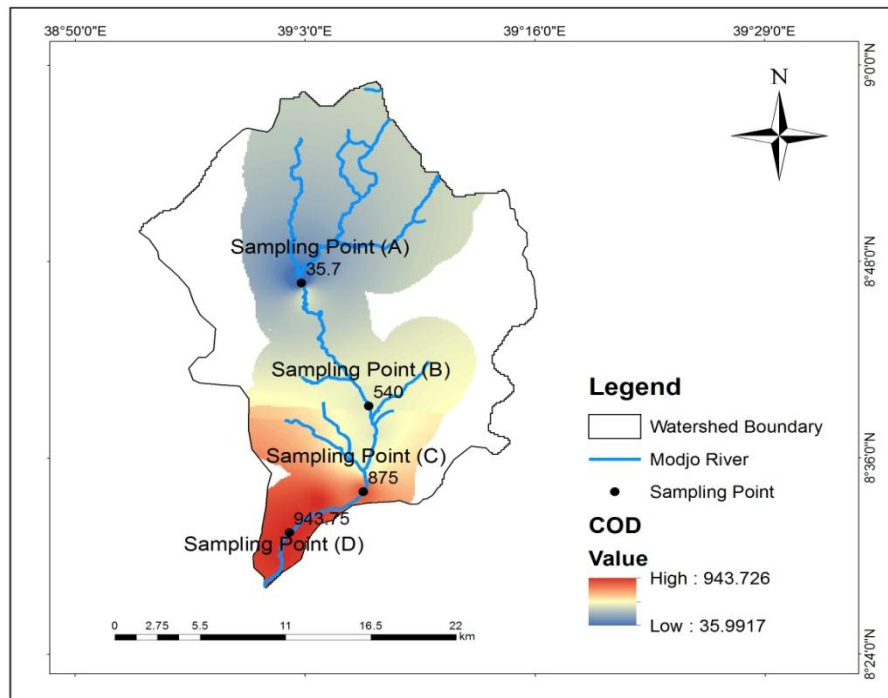 38°50'0"E 39°3'0"E 39°16'0"E 39°29'0"E
9°0'0"N
N
Sampling Point (A)
35.7
8°48'0"N
Sampling Point (B)
540
Legend
Watershed Boundary
Modjo River
Sampling Point
8°36'0"N
Sampling Point (C)
875
943.75
Sampling Point (D)
COD
Value
High : 943.726
Low : 35.9917
0 2.75 5.5 11 16.5 22
km
8°24'0"N